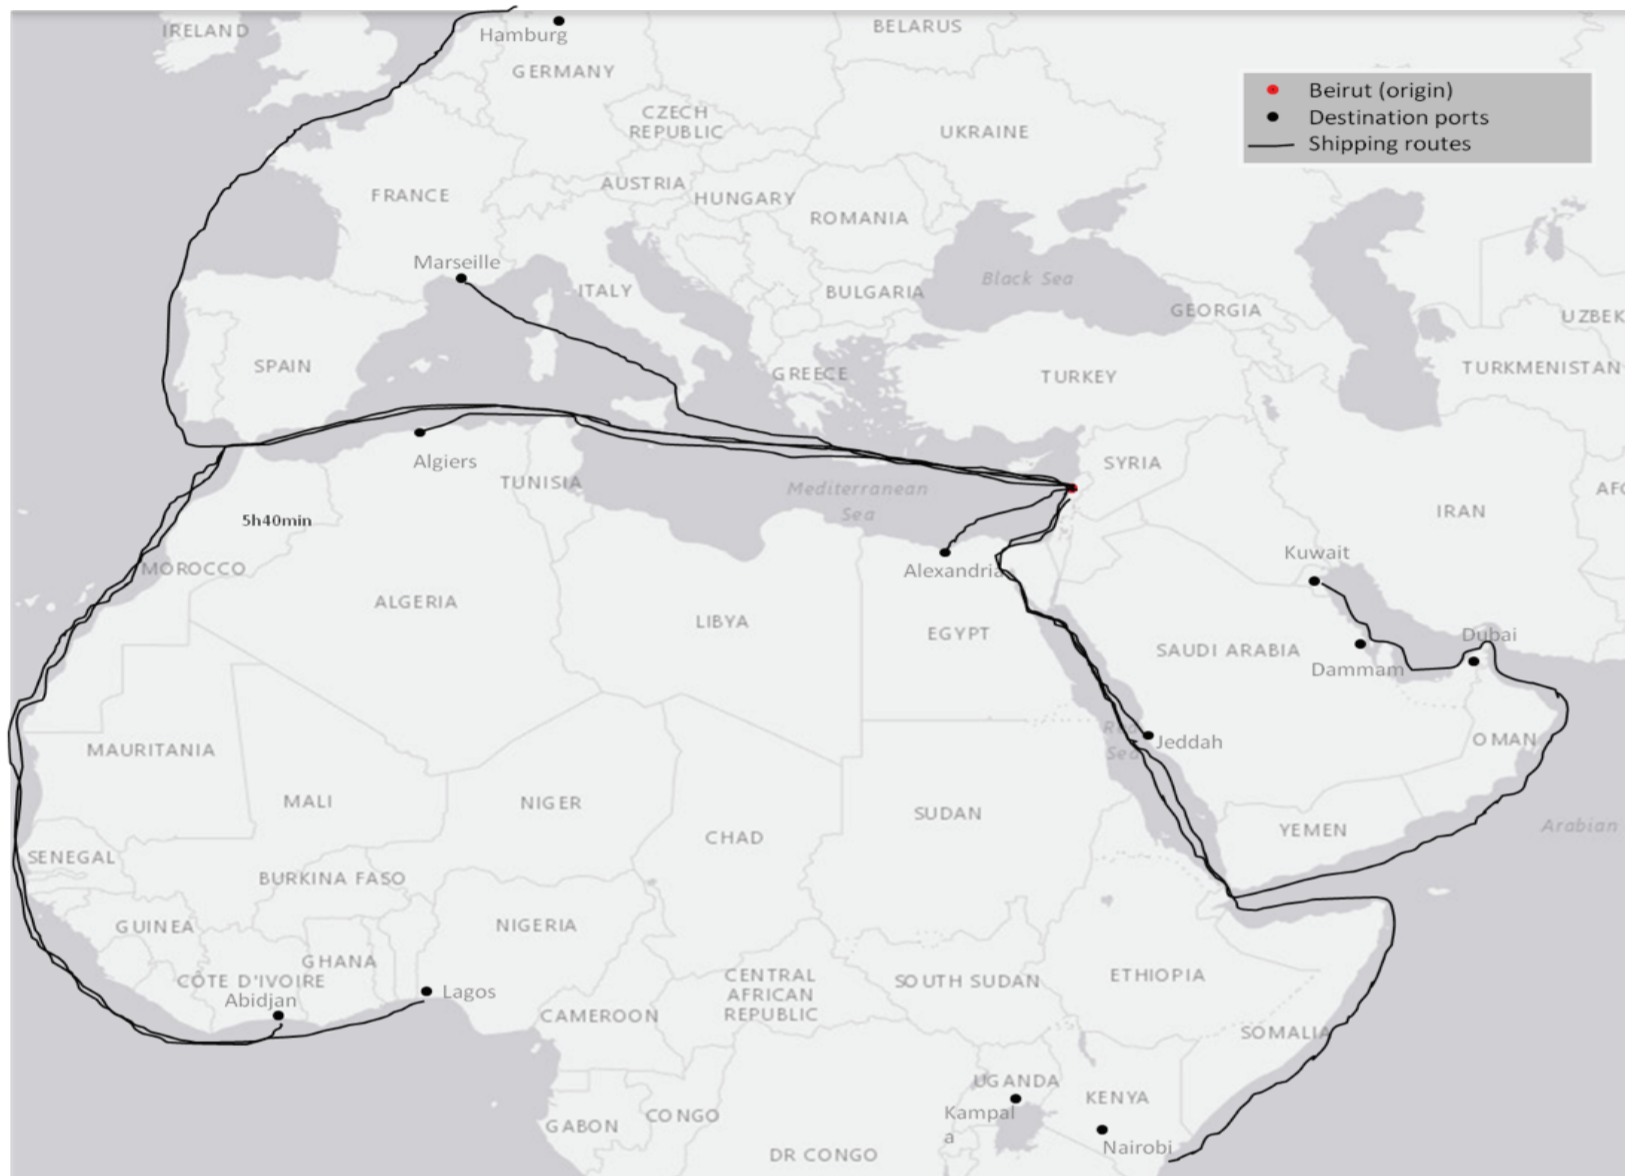 IRELAND
Hamburg
BELARUS
GERMANY
Beirut (origin)
Destination ports
Shipping routes
CZECH
REPUBLIC
UKRAINE
FRANCE
AUSTRIA
HUNGARY
ROMANIA
Marseille
ITALY
BULGARIA
Black Sea
GEORGIA
UZBEK
SPAIN
GREECE
TURKEY
TURKMENISTAN
Algiers
TUNISIA
SYRIA
Mediterranean
Sea
AFG
IRAN
5h40min
MOROCCO
Alexandria
Kuwait
ALGERIA
LIBYA
EGYPT
SAUDI ARABIA
Dubai
Dammam
MAURITANIA
Red
Sea
Jeddah
OMAN
MALI
NIGER
CHAD
SUDAN
YEMEN
Arabian
SENEGAL
BURKINA FASO
GUINEA
NIGERIA
GHANA
CÔTE D'IVOIRE
Abidjan
Lagos
CENTRAL
AFRICAN
REPUBLIC
SOUTH SUDAN
ETHIOPIA
CAMEROON
SOMALIA
UGANDA
Kampal
a
KENYA
GABON
CONGO
DR CONGO
Nairobi